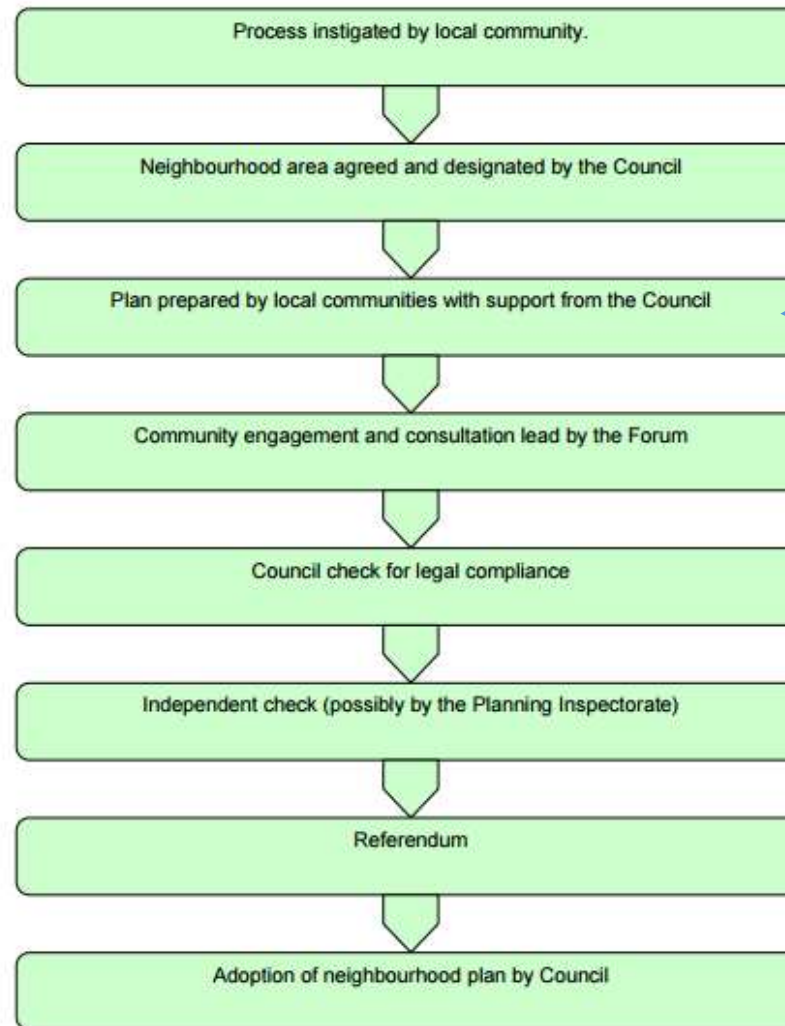 Process instigated by local community.
Neighbourhood area agreed and designated by the Council
Plan prepared by local communities with support from the Council
Community engagement and consultation lead by the Forum
Council check for legal compliance
Independent check (possibly by the Planning Inspectorate)
Referendum
Adoption of neighbourhood plan by Council